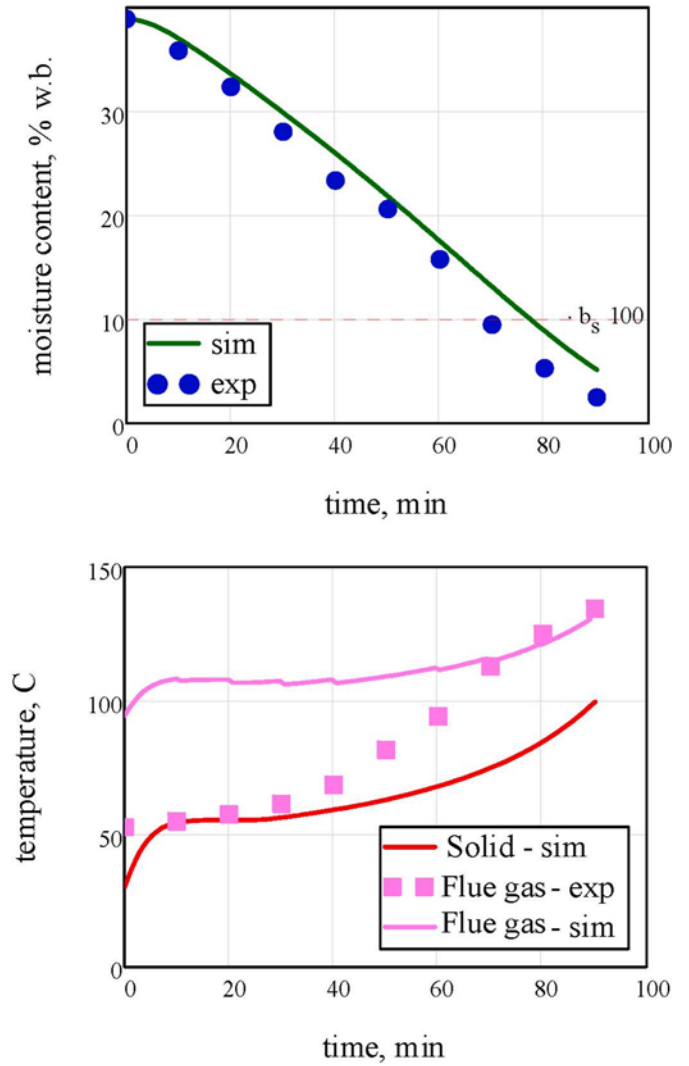 moisture content, % w.b.
30
20
10
0
· b_s 100
sim
exp
0 20 40 60 80 100
time, min
temperature, C
150
100
50
0
Solid - sim
Flue gas - exp
Flue gas - sim
0 20 40 60 80 100
time, min